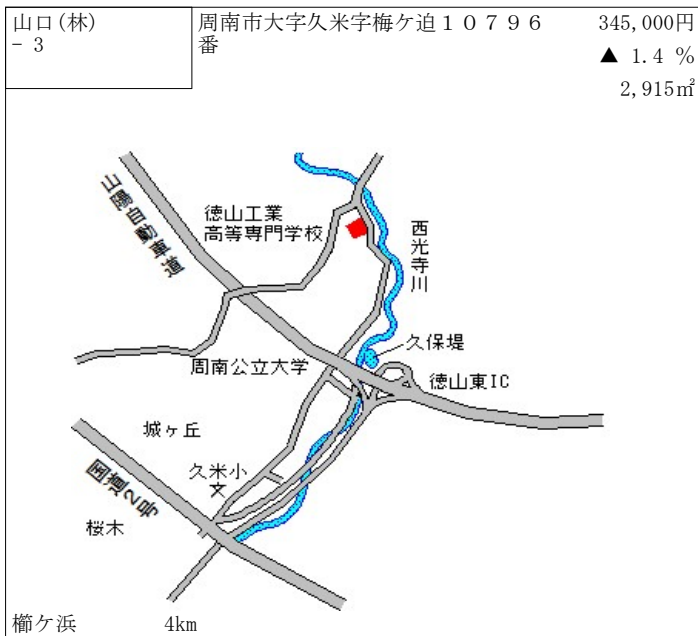 山口(林)
－３
周南市大字久米字梅ケ迫１０７９６
番
345,000円
▲ 1.4 %
2,915㎡
山陽自動車道
徳山工業
高等専門学校
西光寺川
久保堤
周南公立大学
徳山東IC
城ヶ丘
久米小
文
国道2号
桜木
櫛ケ浜
4km